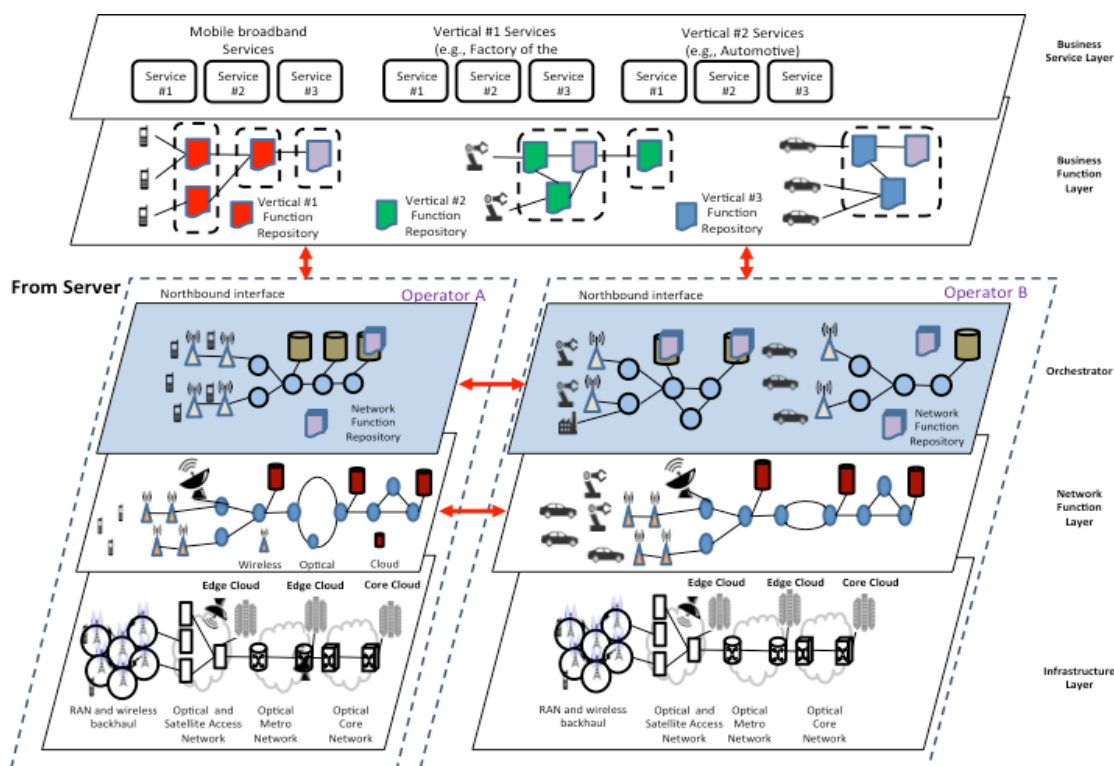 Mobile broadband
Services
Service
#1
Service
#2
Service
#3
Vertical #1 Services
(e.g., Factory of the
Service
#1
Service
#2
Service
#3
Vertical #2 Services
(e.g., Automotive)
Service
#1
Service
#2
Service
#3
Business
Service Layer
Vertical #1
Function
Repository
Vertical #2
Function
Repository
Vertical #3
Function
Repository
Business
Function
Layer
From Server
Northbound interface
Operator A
Network
Function
Repository
Northbound interface
Operator B
Network
Function
Repository
Orchestrator
Wireless
Optical
Cloud
Network
Function Layer
Edge Cloud
Edge Cloud
Core Cloud
RAN and wireless
backhaul
Optical and
Satellite Access
Network
Optical
Metro
Network
Optical
Core
Network
Edge Cloud
Edge Cloud
Core Cloud
RAN and wireless
backhaul
Optical and
Satellite Access
Network
Optical
Metro
Network
Optical
Core
Network
Infrastructure
Layer